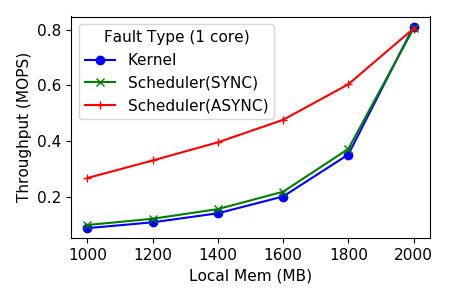 Fault Type (1 core)
Kernel
Scheduler(SYNC)
Scheduler(ASYNC)
Throughput (MOPS)
0.8
0.6
0.4
0.2
1000 1200 1400 1600 1800 2000
Local Mem (MB)